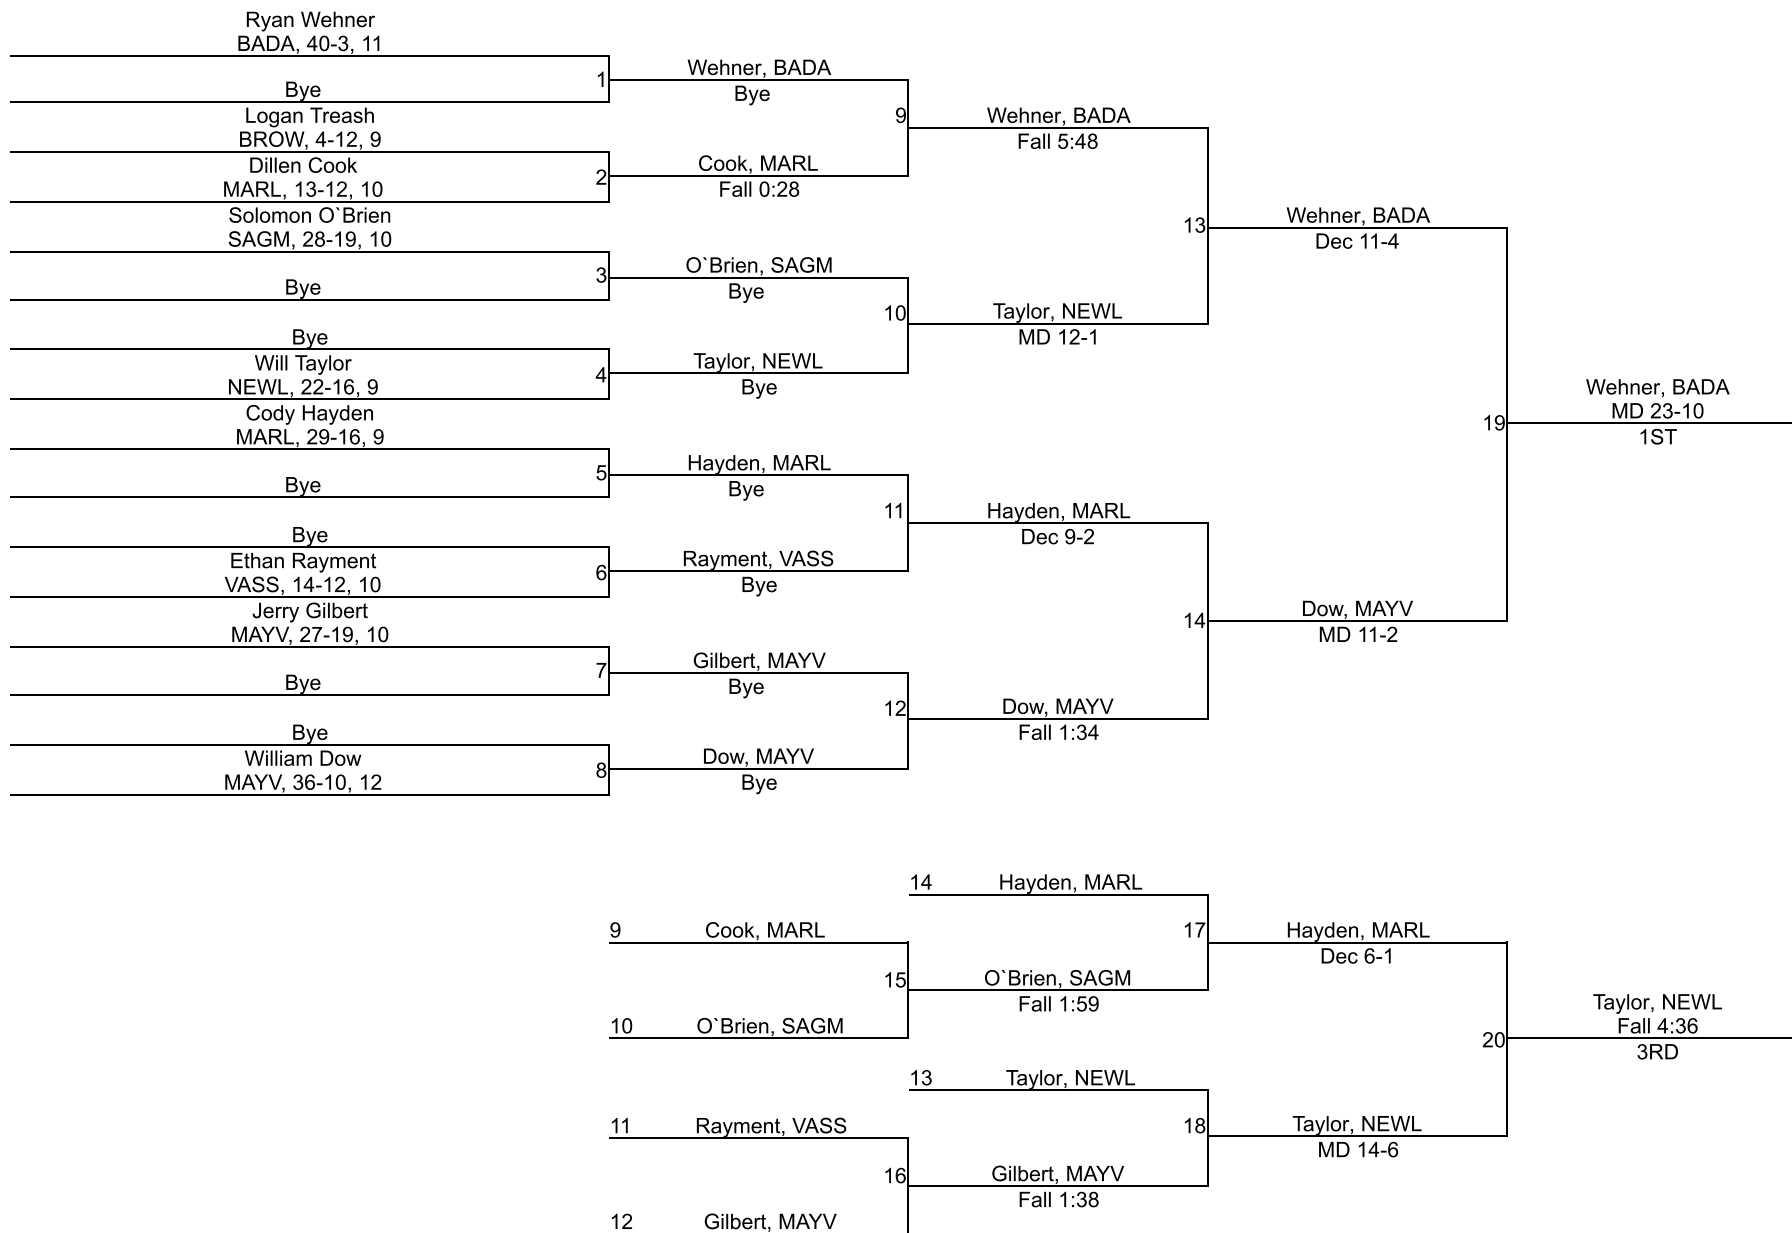 Ryan Wehner
BADA, 40-3, 11
Bye
1
Logan Treash
BROW, 4-12, 9
Dillen Cook
MARL, 13-12, 10
2
Solomon O`Brien
SAGM, 28-19, 10
Bye
3
Bye
Will Taylor
NEWL, 22-16, 9
4
Cody Hayden
MARL, 29-16, 9
Bye
5
Bye
Ethan Rayment
VASS, 14-12, 10
6
Jerry Gilbert
MAYV, 27-19, 10
Bye
7
Bye
William Dow
MAYV, 36-10, 12
8
Wehner, BADA
Bye
9
Cook, MARL
Fall 0:28
O`Brien, SAGM
Bye
10
Taylor, NEWL
Bye
Hayden, MARL
Bye
11
Rayment, VASS
Bye
Gilbert, MAYV
Bye
12
Dow, MAYV
Bye
Wehner, BADA
Fall 5:48
13
Taylor, NEWL
MD 12-1
Hayden, MARL
Dec 9-2
14
Dow, MAYV
Fall 1:34
Wehner, BADA
Dec 11-4
19
Dow, MAYV
MD 11-2
Wehner, BADA
MD 23-10
1ST
9 Cook, MARL
15
10 O`Brien, SAGM
11 Rayment, VASS
16
12 Gilbert, MAYV
14 Hayden, MARL
17
O`Brien, SAGM
Fall 1:59
13 Taylor, NEWL
18
Gilbert, MAYV
Fall 1:38
Hayden, MARL
Dec 6-1
20
Taylor, NEWL
MD 14-6
Taylor, NEWL
Fall 4:36
3RD